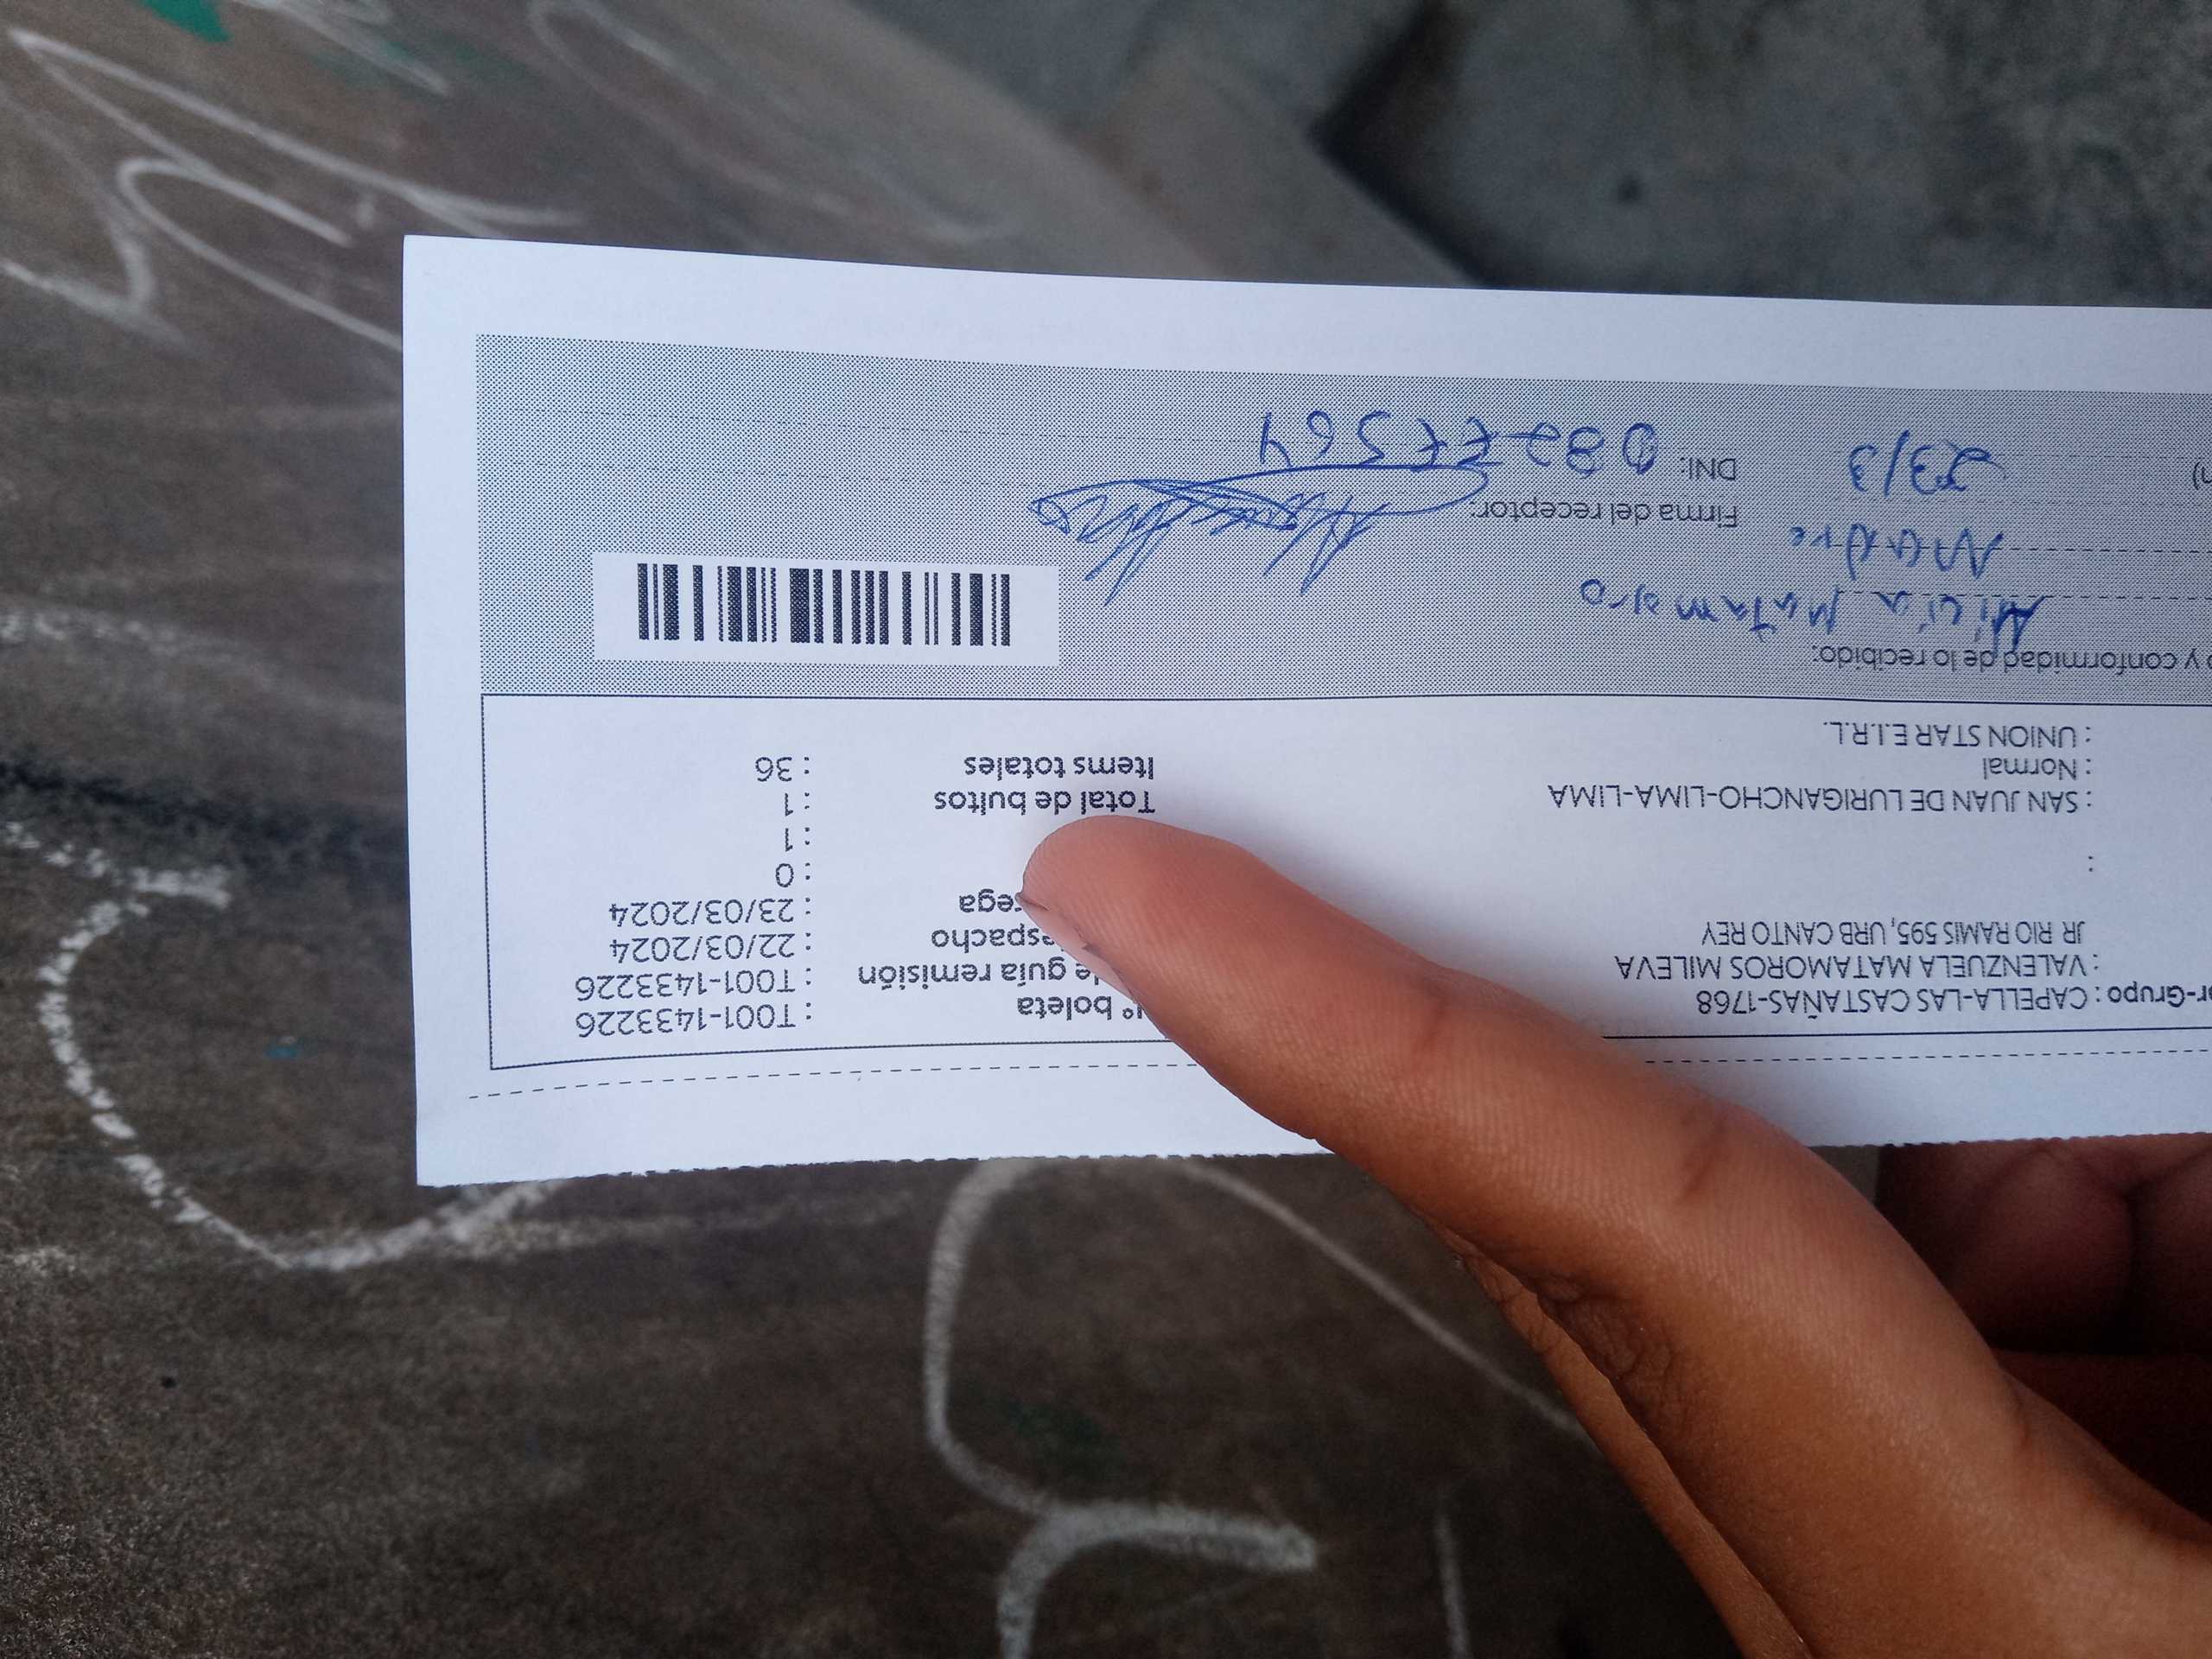 r-Grupo : CAPELLA-LAS CASTAÑAS-1768
: VALENZUELA MATAMOROS MILEVA
JR RIO RAMIS 595, URB CANTO REY
:
: SAN JUAN DE LURIGANCHO-LIMA-LIMA
: Normal
: UNION STAR E.I.R.L.
N° boleta : T001-1433226
de guía remisión : T001-1433226
espacho : 22/03/2024
ega : 23/03/2024
: 0
: 1
Total de bultos : 1
Items totales : 36
y conformidad de lo recibido:
Alicia Matamoro
Madre
Firma del receptor:
23/3
DNI: